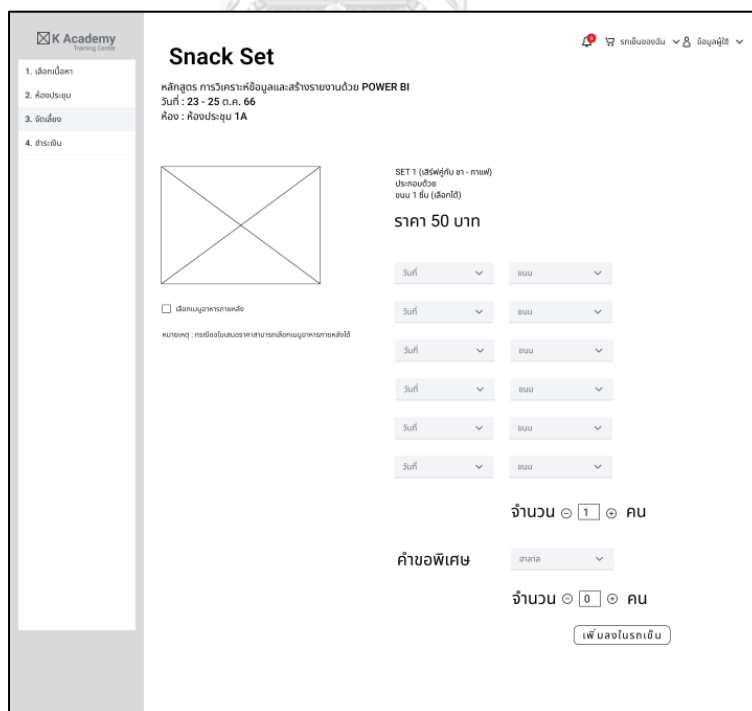 K Academy
Training Center
1. เลือกเนื้อหา
2. ห้องประชุม
3. จัดเลี้ยง
4. ชำระเงิน
9
รถเข็นของฉัน
ข้อมูลผู้ใช้
Snack Set
หลักสูตร การวิเคราะห์ข้อมูลและสร้างรายงานด้วย POWER BI
วันที่ : 23 - 25 ต.ค. 66
ห้อง : ห้องประชุม 1A
SET 1 (เสิร์ฟคู่กับ ชา - กาแฟ)
ประกอบด้วย
ขนม 1 ชิ้น (เลือกได้)
ราคา 50 บาท
เลือกเมนูอาหารภายหลัง
หมายเหตุ : กรณีขอใบเสนอราคาสามารถเลือกเมนูอาหารภายหลังได้
วันที่ ขนม
วันที่ ขนม
วันที่ ขนม
วันที่ ขนม
วันที่ ขนม
วันที่ ขนม
จำนวน 1 คน
คำขอพิเศษ ฮาลาล
จำนวน 0 คน
เพิ่มลงในรถเข็น